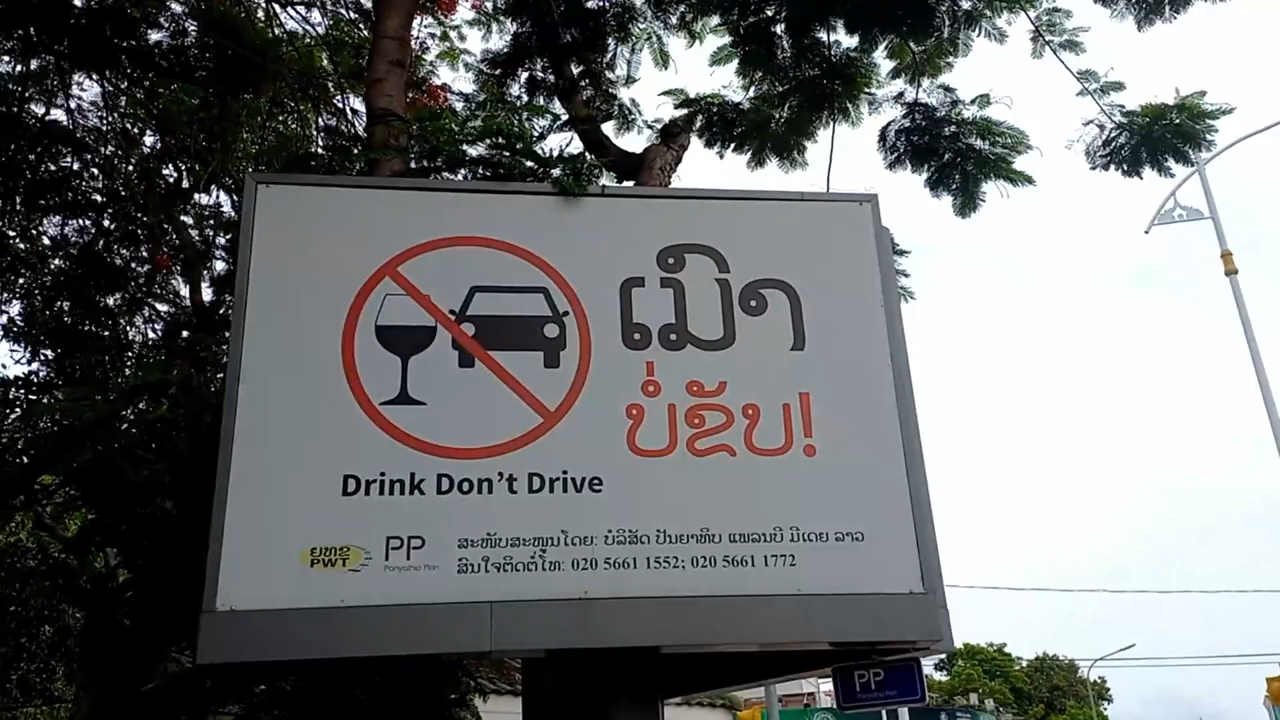 ເມົາ
ບໍ່ຂັບ!
Drink Don't Drive
ຍທຂ
PWT
PP
Panyathip Plan
ສະໜັບສະໜູນໂດຍ: ບໍລິສັດ ປັນຍາທິບ ແພລນບີ ມີເດຍ ລາວ
ສົນໃຈຕິດຕໍ່ໂທ: 020 5661 1552; 020 5661 1772
PP